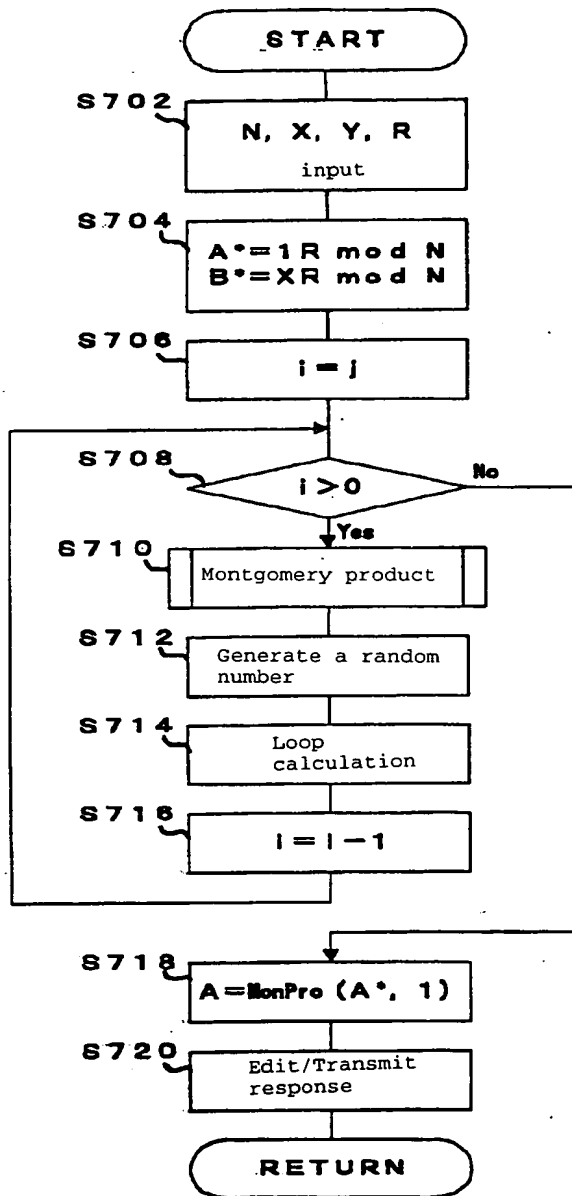 START
S702
N, X, Y, R
input
S704
A*=1R mod N
B*=XR mod N
S706
i=j
S708
i>0
No
Yes
S710
Montgomery product
S712
Generate a random
number
S714
Loop
calculation
S716
i=i-1
S718
A=MonPro (A*, 1)
S720
Edit/Transmit
response
RETURN